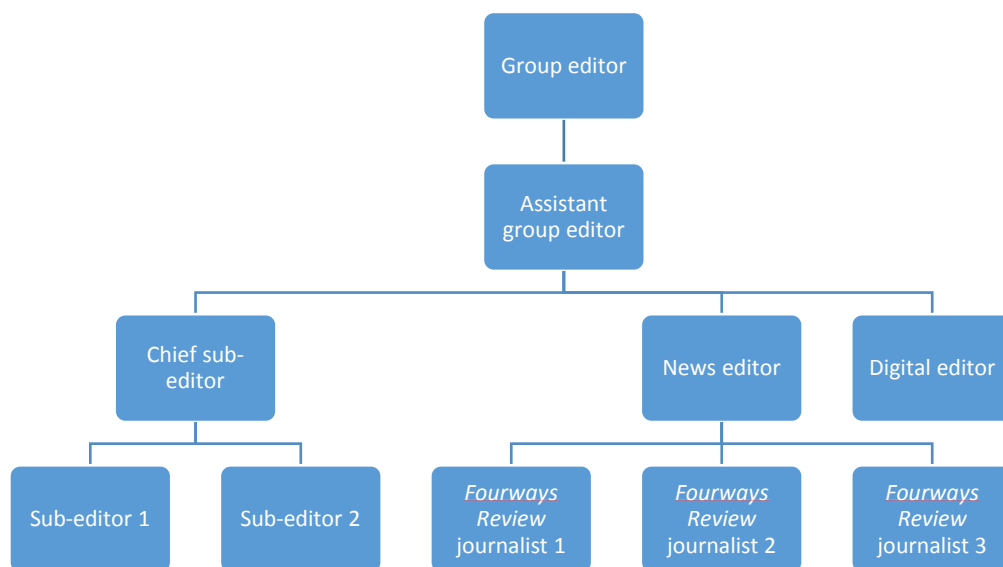 Group editor
Assistant
group editor
Chief sub-
editor
News editor
Digital editor
Sub-editor 1
Sub-editor 2
Fourways
Review
journalist 1
Fourways
Review
journalist 2
Fourways
Review
journalist 3